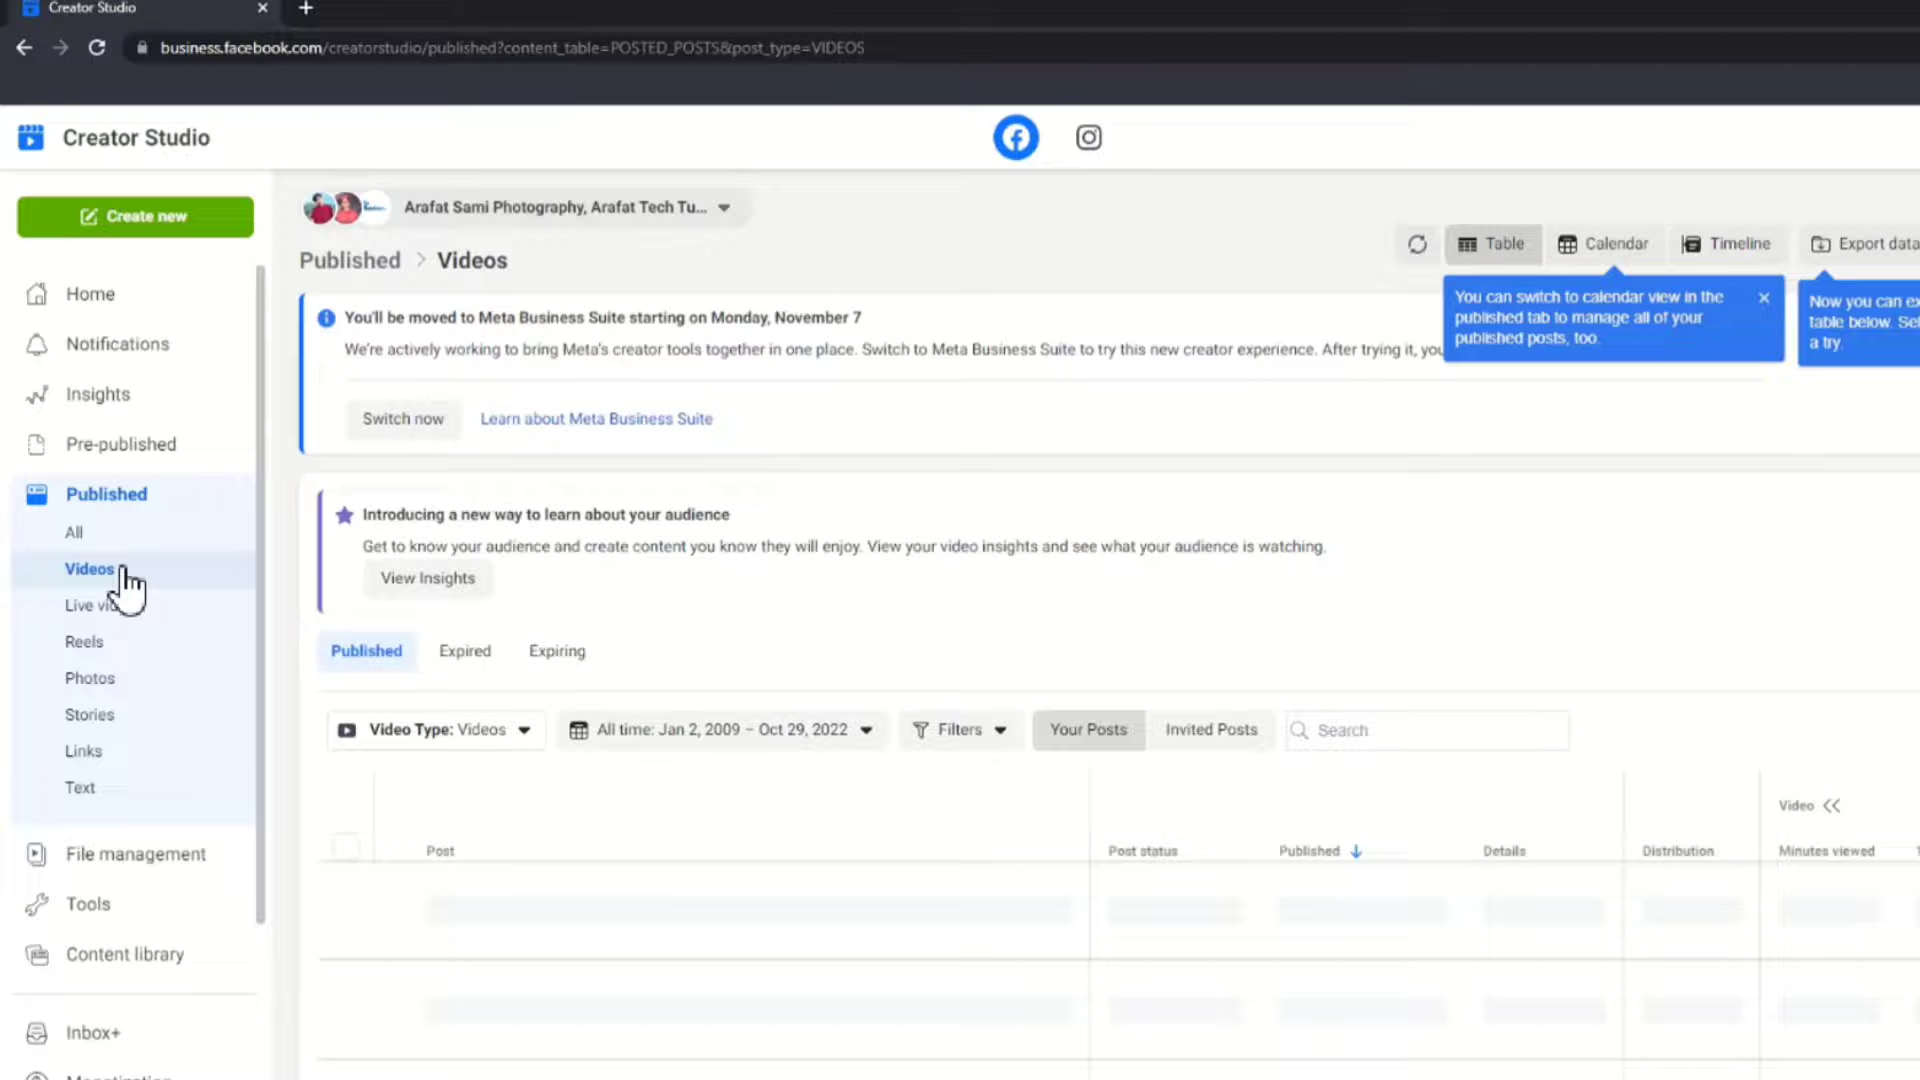 Creator Studio
business.facebook.com/creatorstudio/published?content_table=POSTED_POSTS&post_type=VIDEOS
Creator Studio
Create new
Home
Notifications
Insights
Pre-published
Published
All
Videos
Live
Reels
Photos
Stories
Links
Text
File management
Tools
Content library
Inbox+
Arafat Sami Photography, Arafat Tech Tu...
Published > Videos
Table
Calendar
Timeline
Export data
You can switch to calendar view in the
published tab to manage all of your
published posts, too.
Now you can
table below.
a try.
You'll be moved to Meta Business Suite starting on Monday, November 7
We're actively working to bring Meta's creator tools together in one place. Switch to Meta Business Suite to try this new creator experience. After trying it,
Switch now
Learn about Meta Business Suite
Introducing a new way to learn about your audience
Get to know your audience and create content you know they will enjoy. View your video insights and see what your audience is watching.
View Insights
Published
Expired
Expiring
Video Type: Videos
All time: Jan 2, 2009 – Oct 29, 2022
Filters
Your Posts
Invited Posts
Search
Video
Post
Post status
Published
Details
Distribution
Minutes viewed